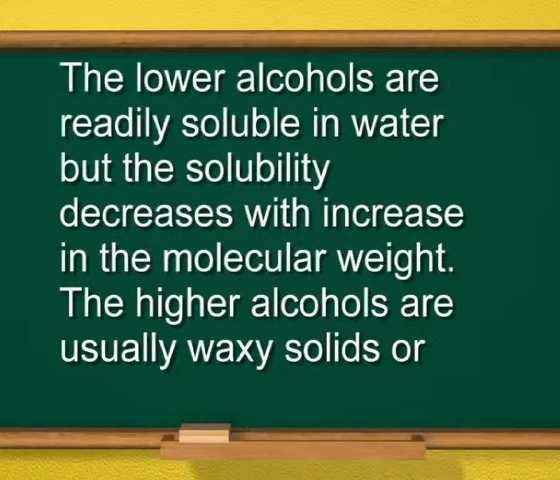 The lower alcohols are
readily soluble in water
but the solubility
decreases with increase
in the molecular weight.
The higher alcohols are
usually waxy solids or